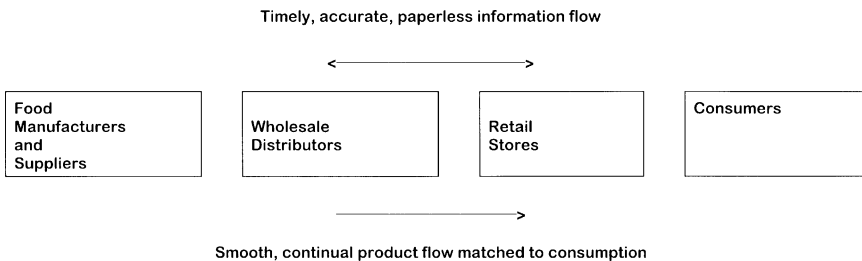 Timely, accurate, paperless information flow
Food
Manufacturers
and
Suppliers
Wholesale
Distributors
Retail
Stores
Consumers
Smooth, continual product flow matched to consumption